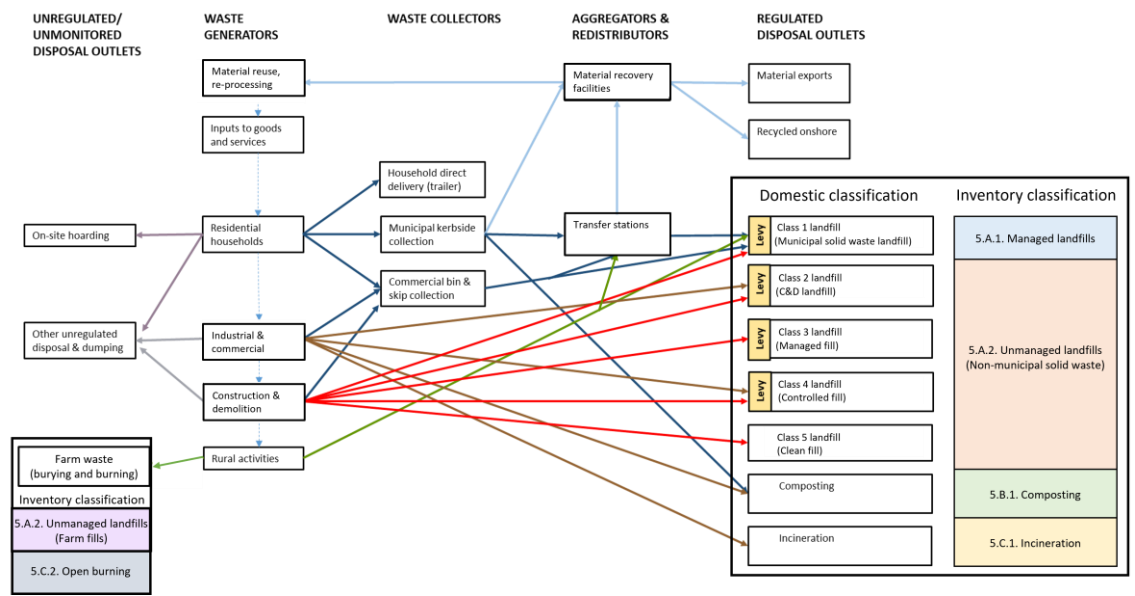 UNREGULATED/
UNMONITORED
DISPOSAL OUTLETS
WASTE
GENERATORS
WASTE COLLECTORS
AGGREGATORS &
REDISTRIBUTORS
REGULATED
DISPOSAL OUTLETS
Material reuse,
re-processing
Material recovery
facilities
Material exports
Inputs to goods
and services
Recycled onshore
Household direct
delivery (trailer)
Domestic classification
Inventory classification
On-site hoarding
Residential
households
Municipal kerbside
collection
Transfer stations
Levy
Class 1 landfill
(Municipal solid waste landfill)
5.A.1. Managed landfills
Commercial bin &
skip collection
Levy
Class 2 landfill
(C&D landfill)
Other unregulated
disposal & dumping
Industrial &
commercial
Levy
Class 3 landfill
(Managed fill)
5.A.2. Unmanaged landfills
(Non-municipal solid waste)
Construction &
demolition
Levy
Class 4 landfill
(Controlled fill)
Class 5 landfill
(Clean fill)
Farm waste
(burying and burning)
Rural activities
Inventory classification
Composting
5.B.1. Composting
5.A.2. Unmanaged landfills
(Farm fills)
Incineration
5.C.1. Incineration
5.C.2. Open burning